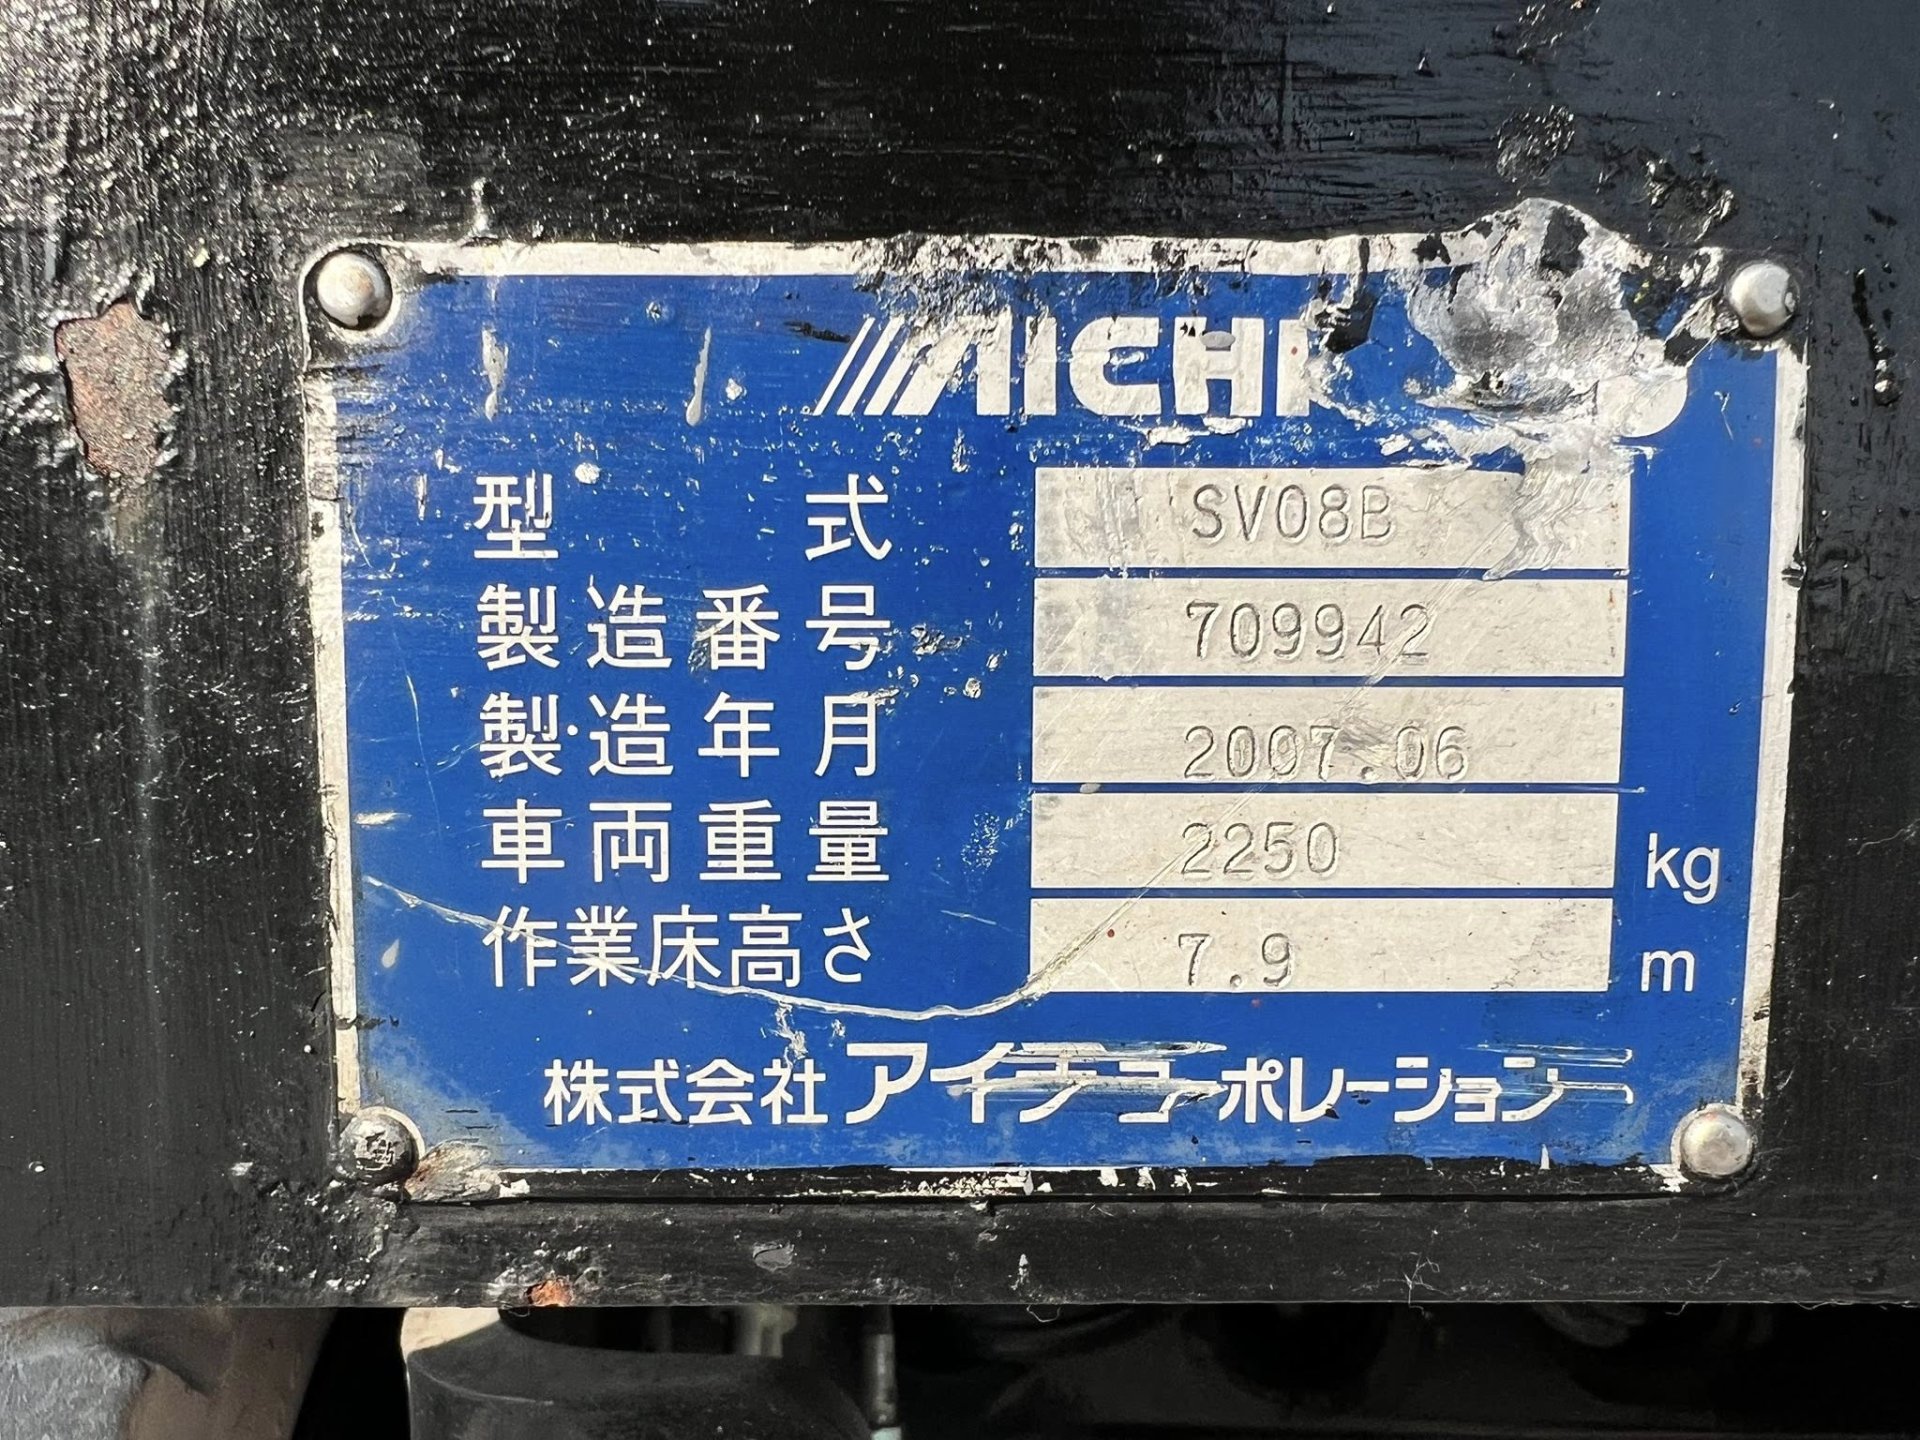 AICHI
型式 SV08B
製造番号 709942
製造年月 2007.06
車両重量 2250 kg
作業床高さ 7.9 m
株式会社アイチコーポレーション